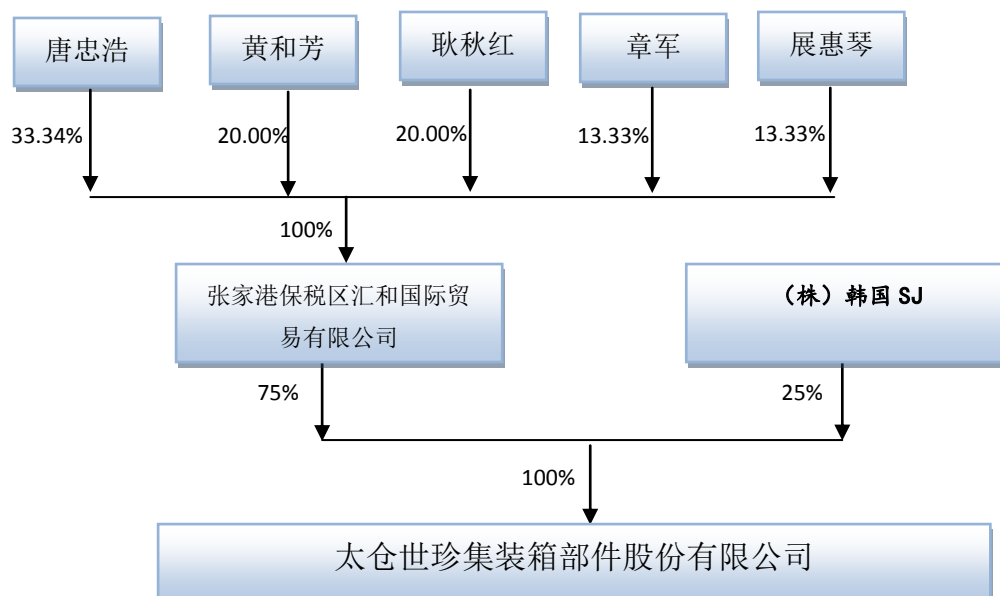 唐忠浩
黄和芳
耿秋红
章军
展惠琴
33.34%
20.00%
20.00%
13.33%
13.33%
100%
张家港保税区汇和国际贸
易有限公司
（株）韩国 SJ
75%
25%
100%
太仓世珍集装箱部件股份有限公司